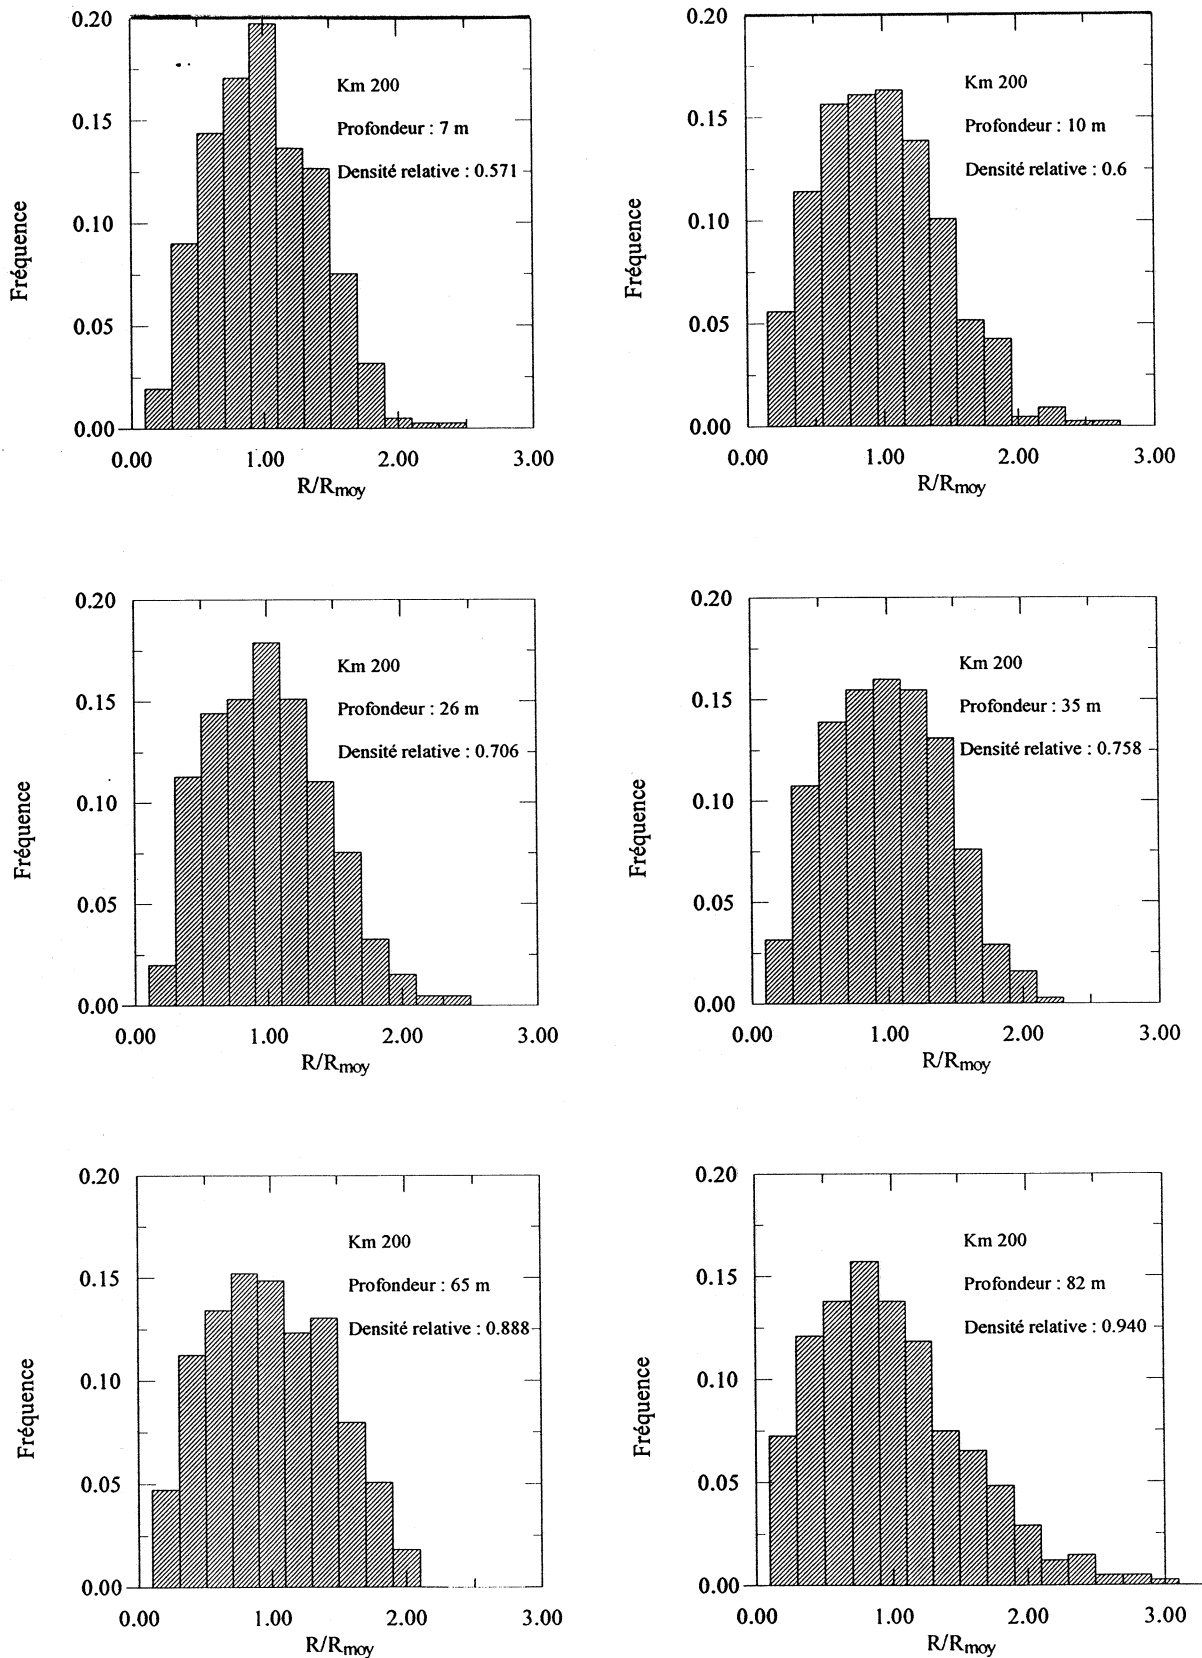 0.20
0.15
0.10
0.05
0.00
Fréquence
Km 200
Profondeur : 7 m
Densité relative : 0.571
0.00 1.00 2.00 3.00
R/Rmoy
0.20
0.15
0.10
0.05
0.00
Fréquence
Km 200
Profondeur : 10 m
Densité relative : 0.6
0.00 1.00 2.00 3.00
R/Rmoy
0.20
0.15
0.10
0.05
0.00
Fréquence
Km 200
Profondeur : 26 m
Densité relative : 0.706
0.00 1.00 2.00 3.00
R/Rmoy
0.20
0.15
0.10
0.05
0.00
Fréquence
Km 200
Profondeur : 35 m
Densité relative : 0.758
0.00 1.00 2.00 3.00
R/Rmoy
0.20
0.15
0.10
0.05
0.00
Fréquence
Km 200
Profondeur : 65 m
Densité relative : 0.888
0.00 1.00 2.00 3.00
R/Rmoy
0.20
0.15
0.10
0.05
0.00
Fréquence
Km 200
Profondeur : 82 m
Densité relative : 0.940
0.00 1.00 2.00 3.00
R/Rmoy